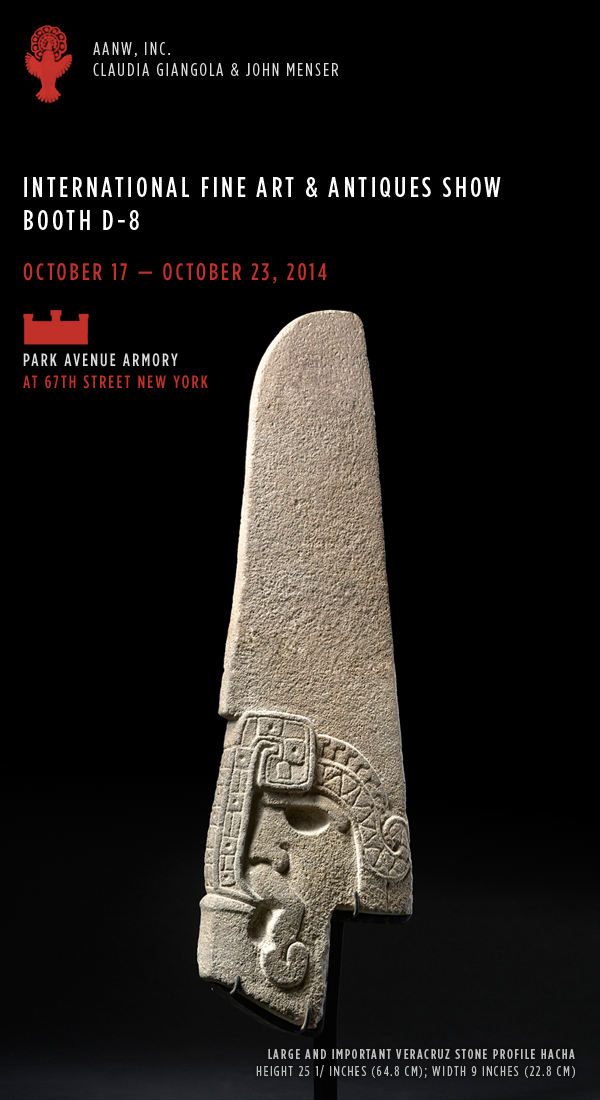 AANW, INC.
CLAUDIA GIANGOLA & JOHN MENSER
INTERNATIONAL FINE ART & ANTIQUES SHOW
BOOTH D-8
OCTOBER 17 — OCTOBER 23, 2014
PARK AVENUE ARMORY
AT 67TH STREET NEW YORK
LARGE AND IMPORTANT VERACRUZ STONE PROFILE HACHA
HEIGHT 25 1/ INCHES (64.8 CM); WIDTH 9 INCHES (22.8 CM)